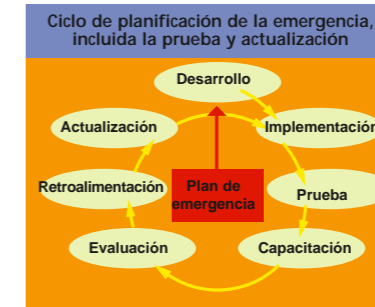 Ciclo de planificación de la emergencia,
incluida la prueba y actualización
Desarrollo
Actualización
Implementación
Retroalimentación
Plan de
emergencia
Prueba
Evaluación
Capacitación